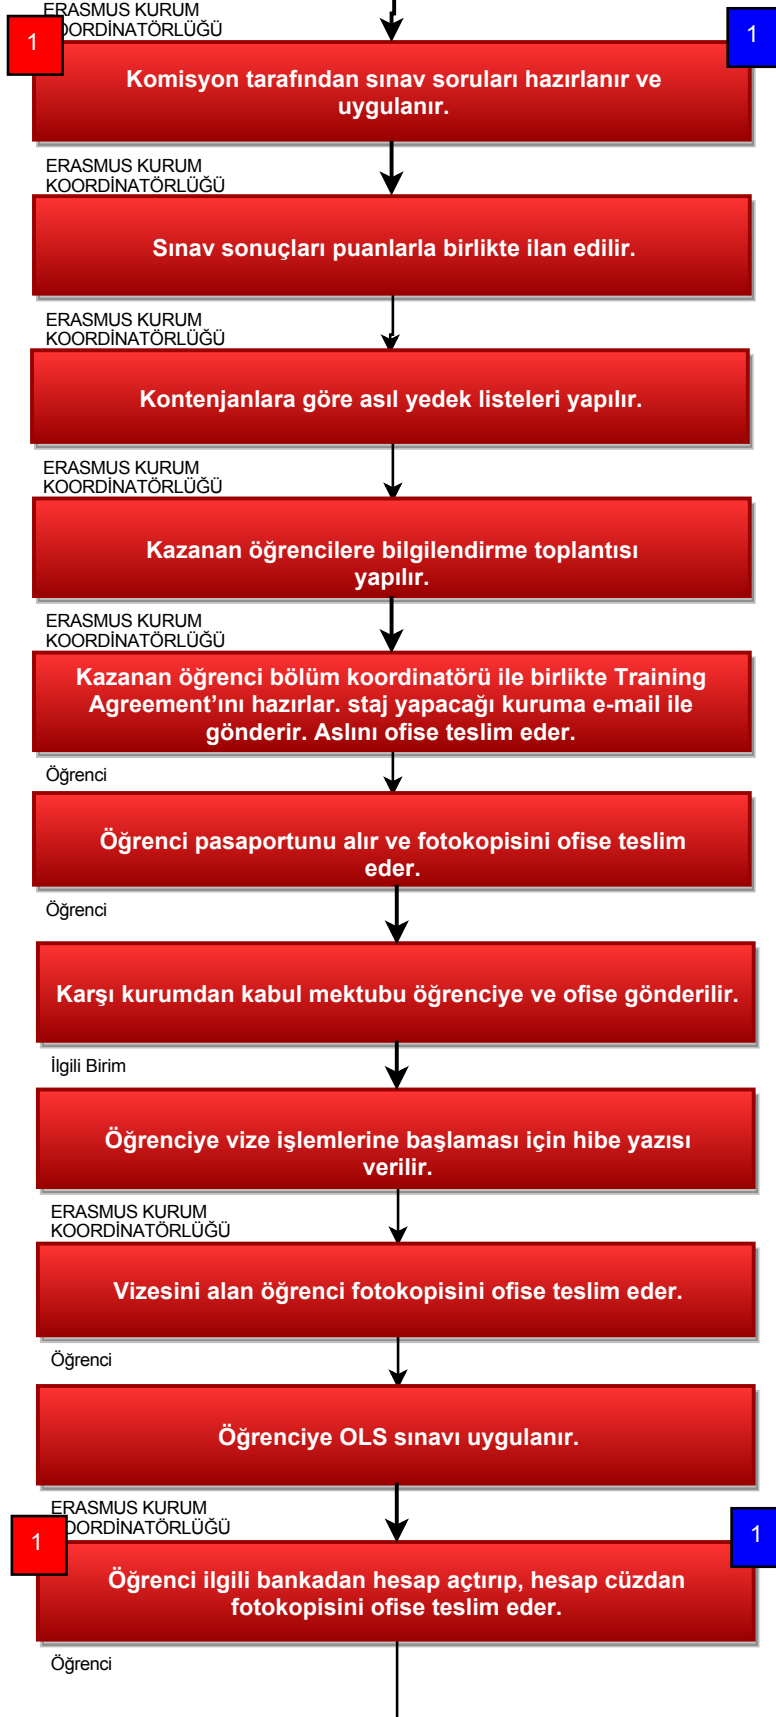 ERASMUS KURUM
KOORDİNATÖRLÜĞÜ
1
1
Komisyon tarafından sınav soruları hazırlanır ve
uygulanır.
ERASMUS KURUM
KOORDİNATÖRLÜĞÜ
Sınav sonuçları puanlarla birlikte ilan edilir.
ERASMUS KURUM
KOORDİNATÖRLÜĞÜ
Kontenjanlara göre asıl yedek listeleri yapılır.
ERASMUS KURUM
KOORDİNATÖRLÜĞÜ
Kazanan öğrencilere bilgilendirme toplantısı
yapılır.
ERASMUS KURUM
KOORDİNATÖRLÜĞÜ
Kazanan öğrenci bölüm koordinatörü ile birlikte Training
Agreement’ını hazırlar. staj yapacağı kuruma e-mail ile
gönderir. Aslını ofise teslim eder.
Öğrenci
Öğrenci pasaportunu alır ve fotokopisini ofise teslim
eder.
Öğrenci
Karşı kurumdan kabul mektubu öğrenciye ve ofise gönderilir.
İlgili Birim
Öğrenciye vize işlemlerine başlaması için hibe yazısı
verilir.
ERASMUS KURUM
KOORDİNATÖRLÜĞÜ
Vizesini alan öğrenci fotokopisini ofise teslim eder.
Öğrenci
Öğrenciye OLS sınavı uygulanır.
ERASMUS KURUM
KOORDİNATÖRLÜĞÜ
1
1
Öğrenci ilgili bankadan hesap açtırıp, hesap cüzdan
fotokopisini ofise teslim eder.
Öğrenci